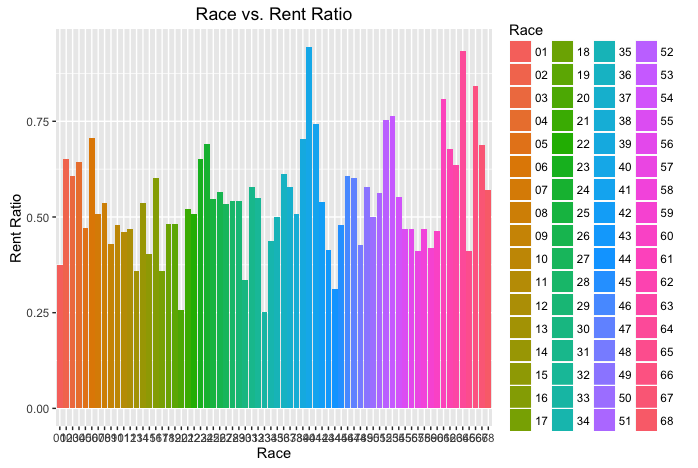 Race vs. Rent Ratio
Rent Ratio
0.75
0.50
0.25
0.00
Race
Race
01 18 35 52
02 19 36 53
03 20 37 54
04 21 38 55
05 22 39 56
06 23 40 57
07 24 41 58
08 25 42 59
09 26 43 60
10 27 44 61
11 28 45 62
12 29 46 63
13 30 47 64
14 31 48 65
15 32 49 66
16 33 50 67
17 34 51 68